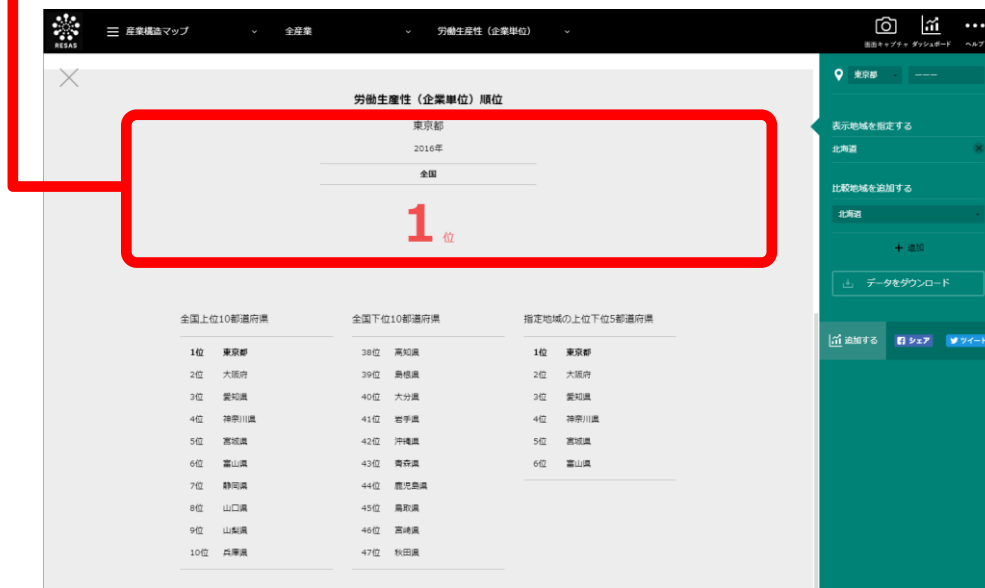 RESAS
産業構造マップ
全産業
労働生産性（企業単位）
画面キャプチャ
ダッシュボード
ヘルプ
労働生産性（企業単位）順位
東京都
2016年
全国
1 位
全国上位10都道府県
1位 東京都
2位 大阪府
3位 愛知県
4位 神奈川県
5位 宮城県
6位 富山県
7位 静岡県
8位 山口県
9位 山梨県
10位 兵庫県
全国下位10都道府県
38位 高知県
39位 島根県
40位 大分県
41位 岩手県
42位 沖縄県
43位 青森県
44位 鹿児島県
45位 鳥取県
46位 宮崎県
47位 秋田県
指定地域の上位下位5都道府県
1位 東京都
2位 大阪府
3位 愛知県
4位 神奈川県
5位 宮城県
6位 富山県
東京都
---
表示地域を指定する
北海道
比較地域を追加する
北海道
+ 追加
データをダウンロード
追加する
シェア
ツイート